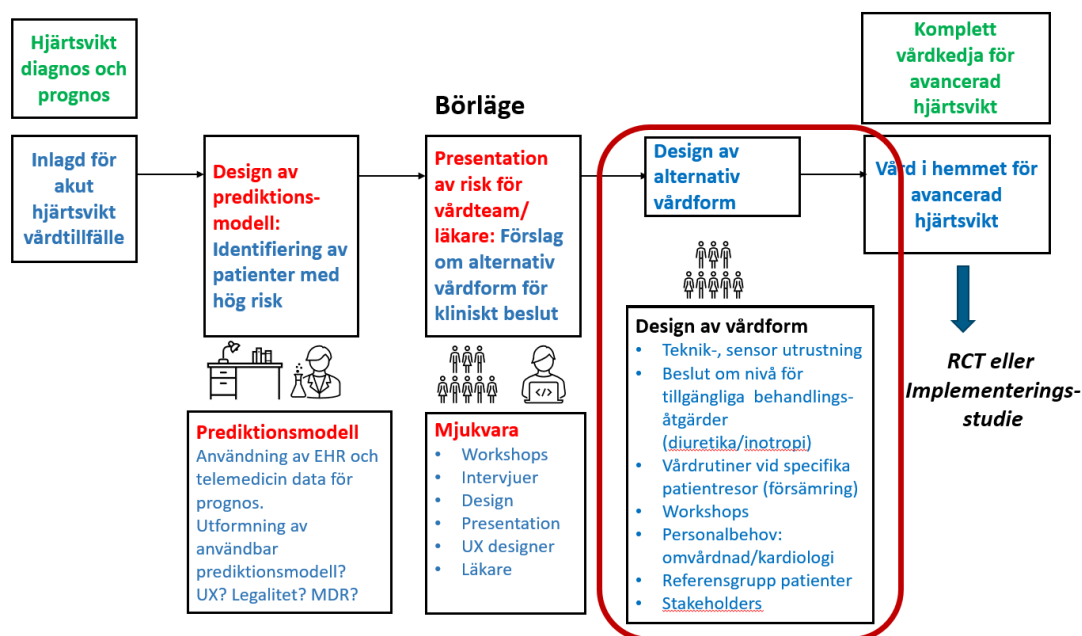 Hjärtsvikt
diagnos och
prognos
Komplett
vårdkedja för
avancerad
hjärtsvikt
Börläge
Inlagd för
akut
hjärtsvikt
vårdtillfälle
Design av
prediktions-
modell:
Identifiering av
patienter med
hög risk
Presentation
av risk för
vårdteam/
läkare: Förslag
om alternativ
vårdform för
kliniskt beslut
Design av
alternativ
vårdform
Vård i hemmet för
avancerad
hjärtsvikt
</>
Prediktionsmodell
Användning av EHR och
telemedicin data för
prognos.
Utformning av
användbar
prediktionsmodell?
UX? Legalitet? MDR?
Mjukvara
• Workshops
• Intervjuer
• Design
• Presentation
• UX designer
• Läkare
Design av vårdform
• Teknik-, sensor utrustning
• Beslut om nivå för
tillgängliga behandlings-
åtgärder
(diuretika/inotropi)
• Vårdrutiner vid specifika
patientresor (försämring)
• Workshops
• Personalbehov:
omvårdnad/kardiologi
• Referensgrupp patienter
• Stakeholders
RCT eller
Implementerings-
studie